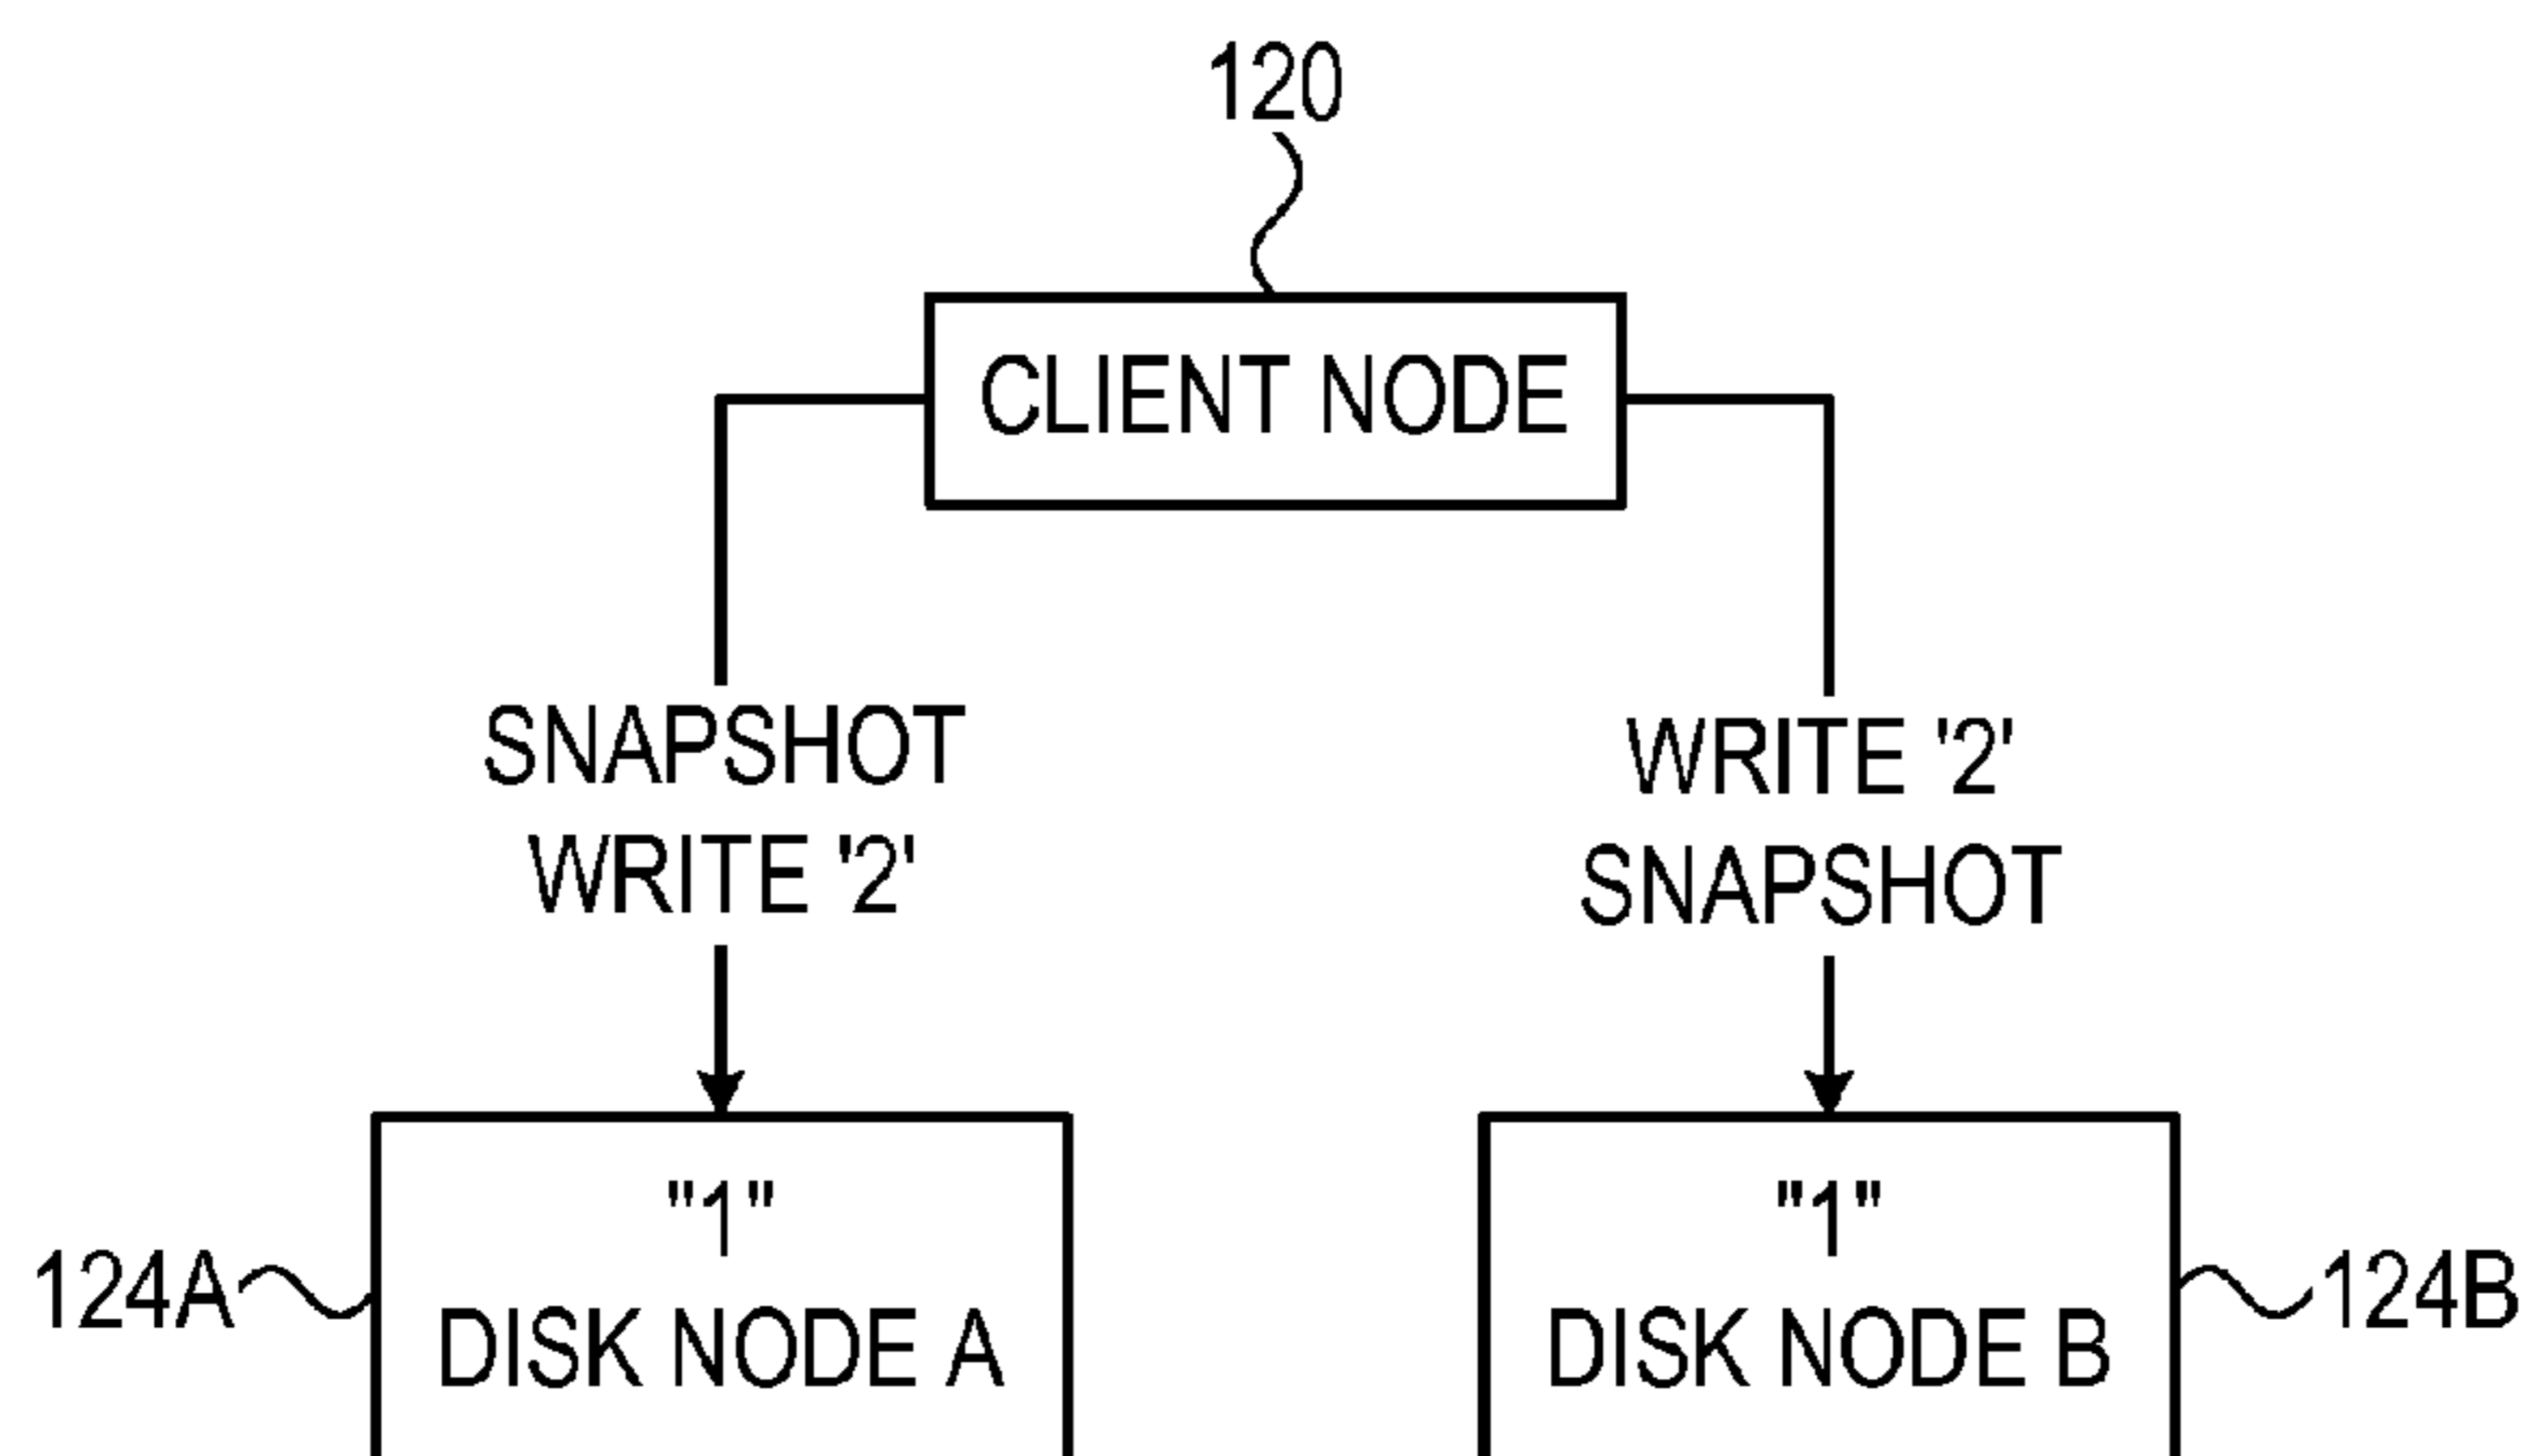 120
CLIENT NODE
SNAPSHOT
WRITE '2'
WRITE '2'
SNAPSHOT
"1"
DISK NODE A
124A
"1"
DISK NODE B
124B